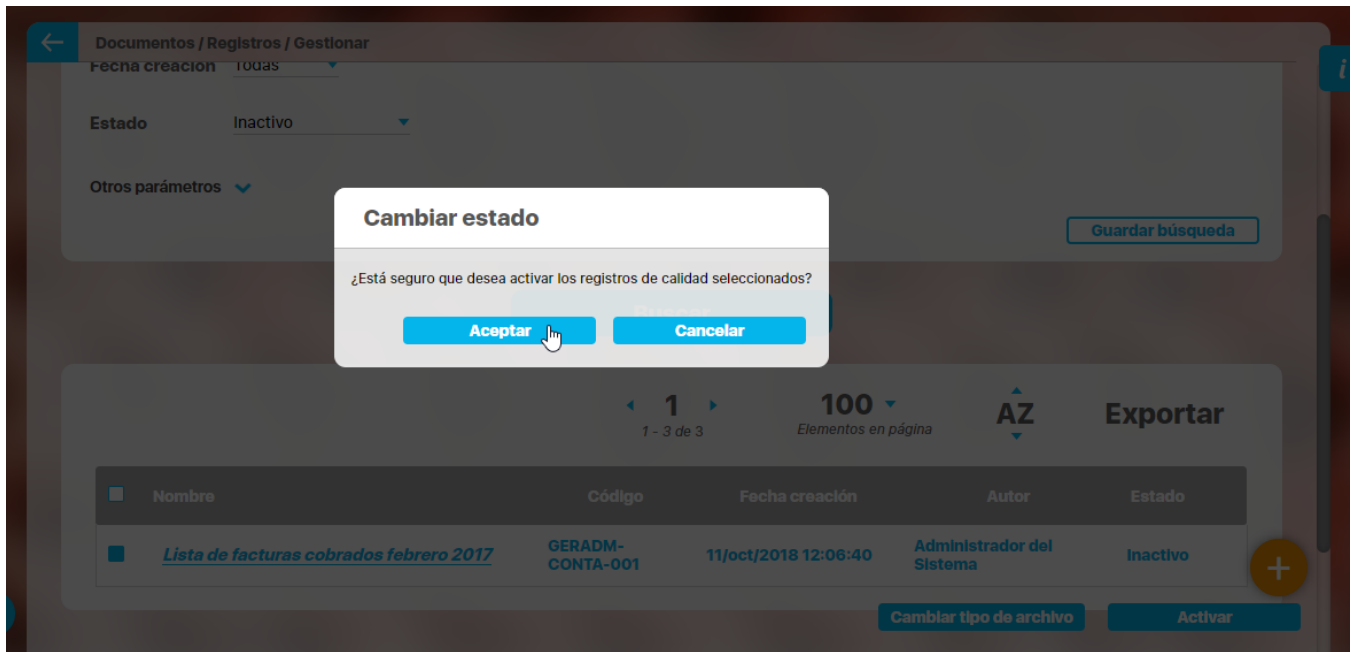 Documentos / Registros / Gestionar
Fecha creación Todas
Estado Inactivo
Otros parámetros
Cambiar estado
Guardar búsqueda
¿Está seguro que desea activar los registros de calidad seleccionados?
Buscar
Aceptar Cancelar
1 100 AZ Exportar
1 - 3 de 3 Elementos en página
Nombre Código Fecha creación Autor Estado
Lista de facturas cobrados febrero 2017 GERADM-CONTA-001 11/oct/2018 12:06:40 Administrador del Sistema Inactivo
Cambiar tipo de archivo Activar